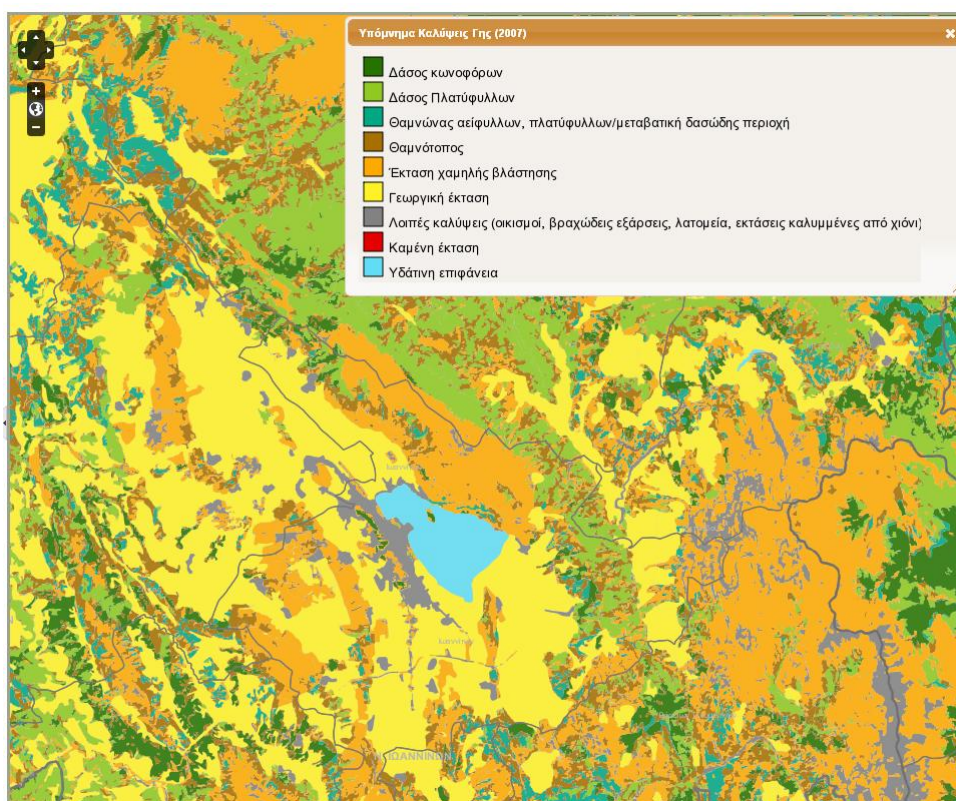 Υπόμνημα Καλύψεις Γης (2007)
Δάσος κωνοφόρων
Δάσος Πλατύφυλλων
Θαμνώνας αείφυλλων, πλατύφυλλων/μεταβατική δασώδης περιοχή
Θαμνότοπος
Έκταση χαμηλής βλάστησης
Γεωργική έκταση
Λοιπές καλύψεις (οικισμοί, βραχώδεις εξάρσεις, λατομεία, εκτάσεις καλυμμένες από χιόνι)
Καμένη έκταση
Υδάτινη επιφάνεια
ΙΩΑΝΝΙΝΩΝ